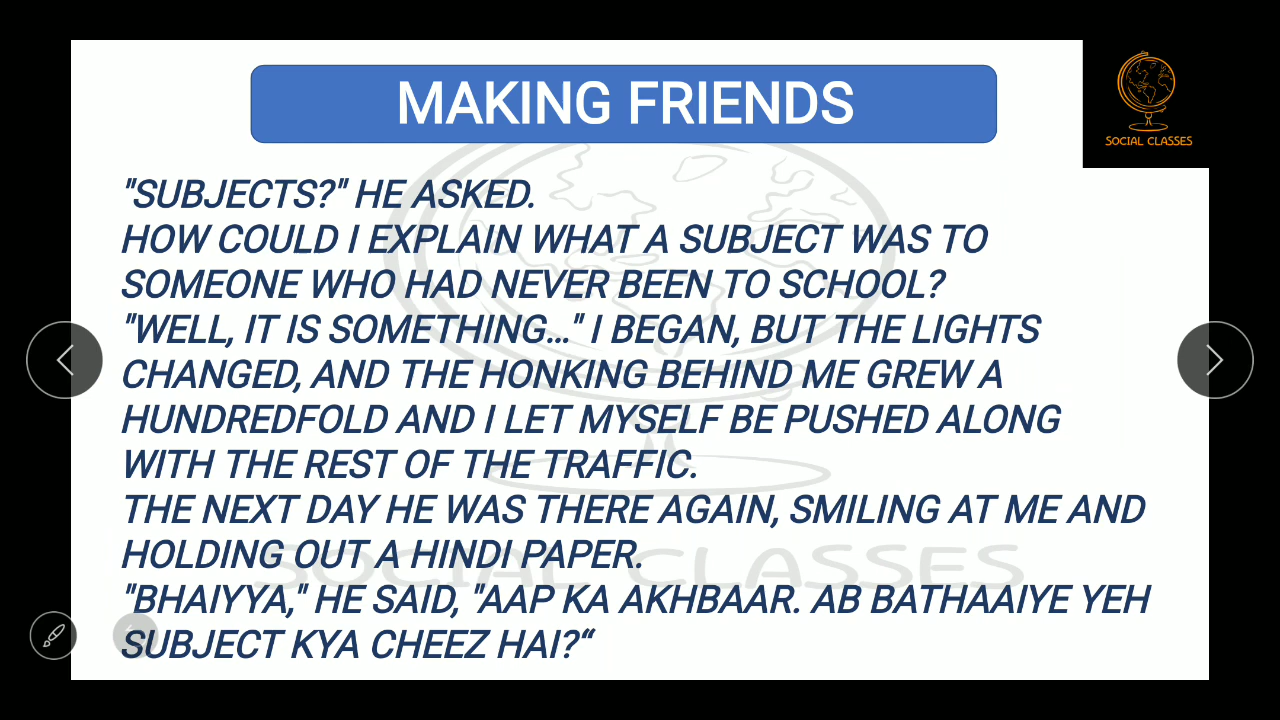 MAKING FRIENDS
SOCIAL CLASSES
"SUBJECTS?" HE ASKED.
HOW COULD I EXPLAIN WHAT A SUBJECT WAS TO
SOMEONE WHO HAD NEVER BEEN TO SCHOOL?
"WELL, IT IS SOMETHING…" I BEGAN, BUT THE LIGHTS
CHANGED, AND THE HONKING BEHIND ME GREW A
HUNDREDFOLD AND I LET MYSELF BE PUSHED ALONG
WITH THE REST OF THE TRAFFIC.
THE NEXT DAY HE WAS THERE AGAIN, SMILING AT ME AND
HOLDING OUT A HINDI PAPER.
SOCIAL CLASSES
"BHAIYYA," HE SAID, "AAP KA AKHBAAR. AB BATHAAIYE YEH
SUBJECT KYA CHEEZ HAI?“